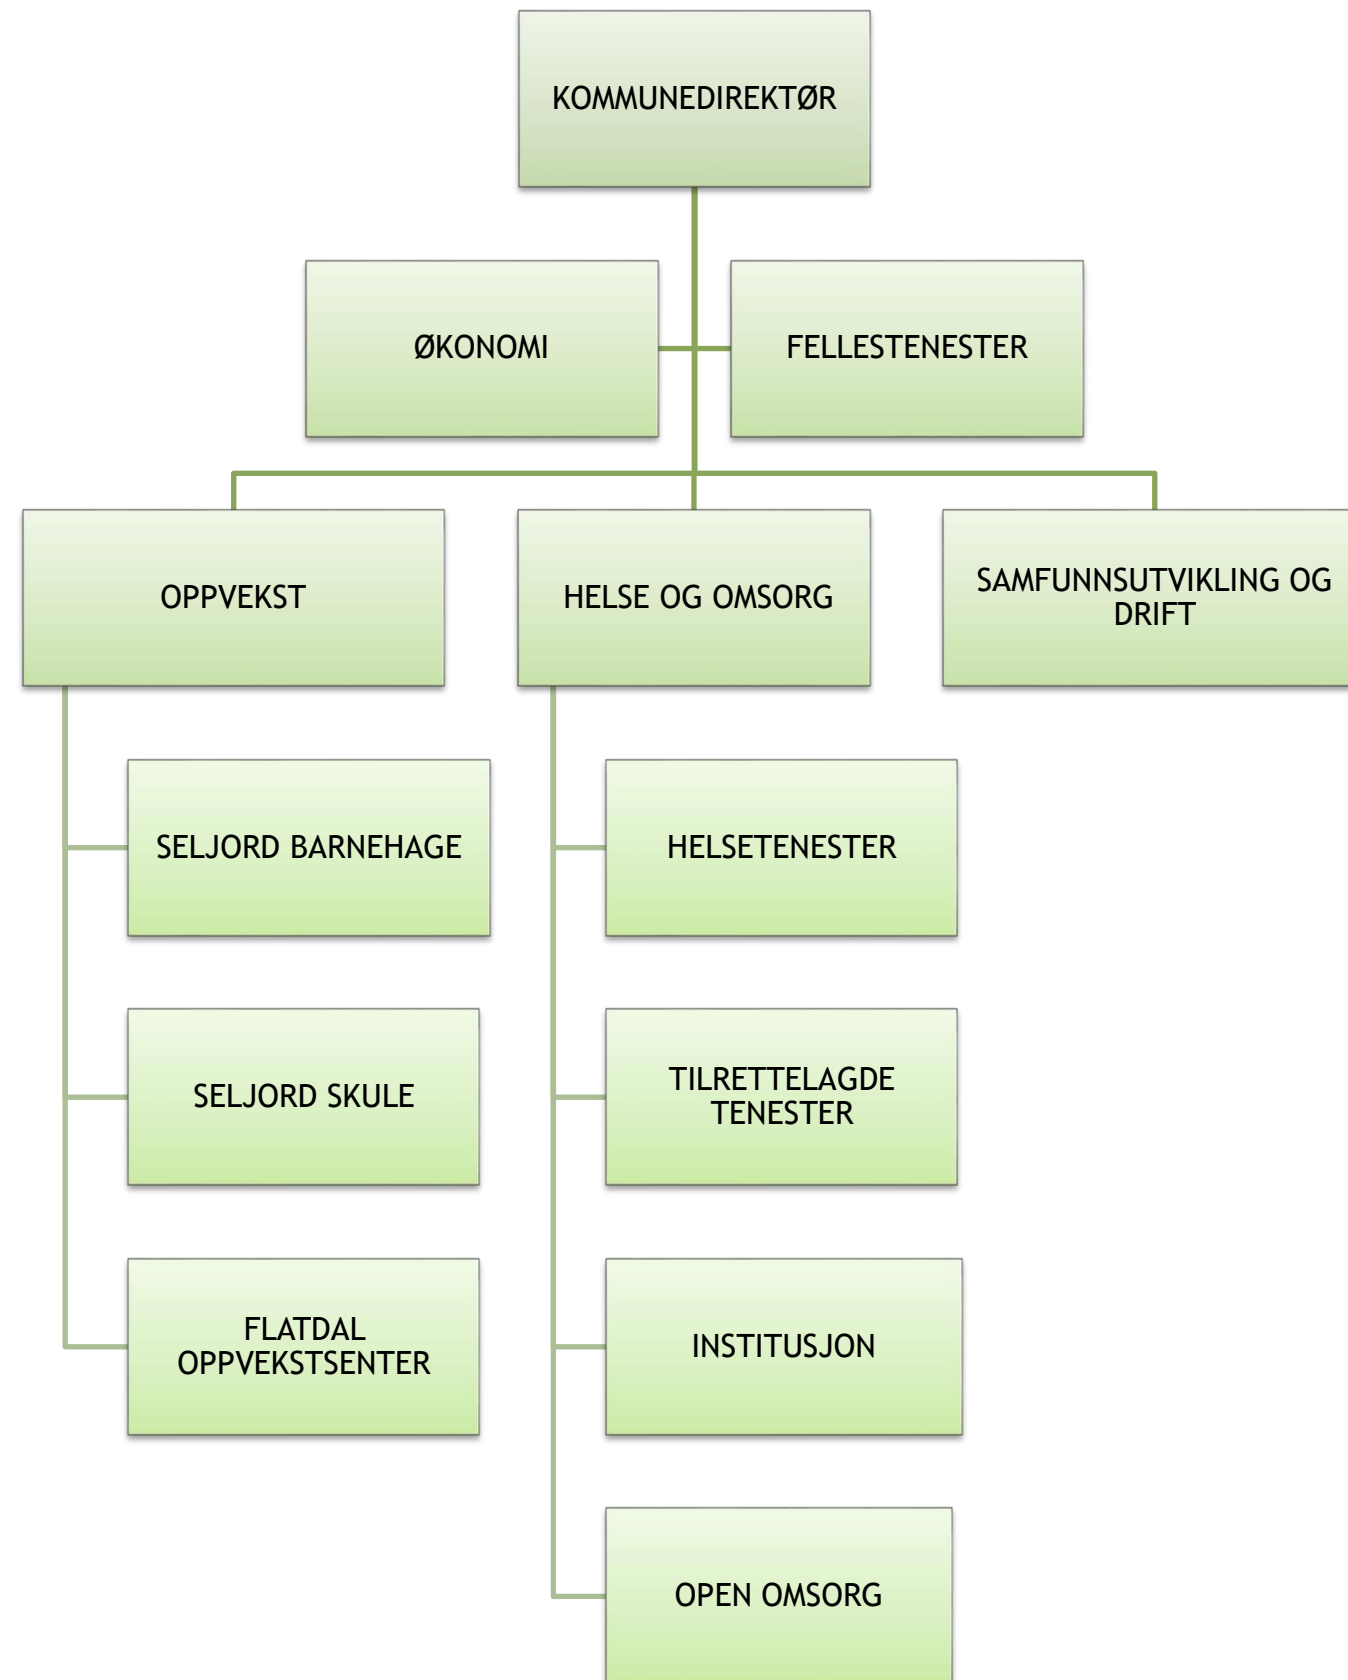 KOMMUNEDIREKTØR
ØKONOMI
FELLESTENESTER
OPPVEKST
HELSE OG OMSORG
SAMFUNNSUTVIKLING OG
DRIFT
SELJORD BARNEHAGE
HELSETENESTER
SELJORD SKULE
TILRETTELAGDE
TENESTER
FLATDAL
OPPVEKSTSENTER
INSTITUSJON
OPEN OMSORG